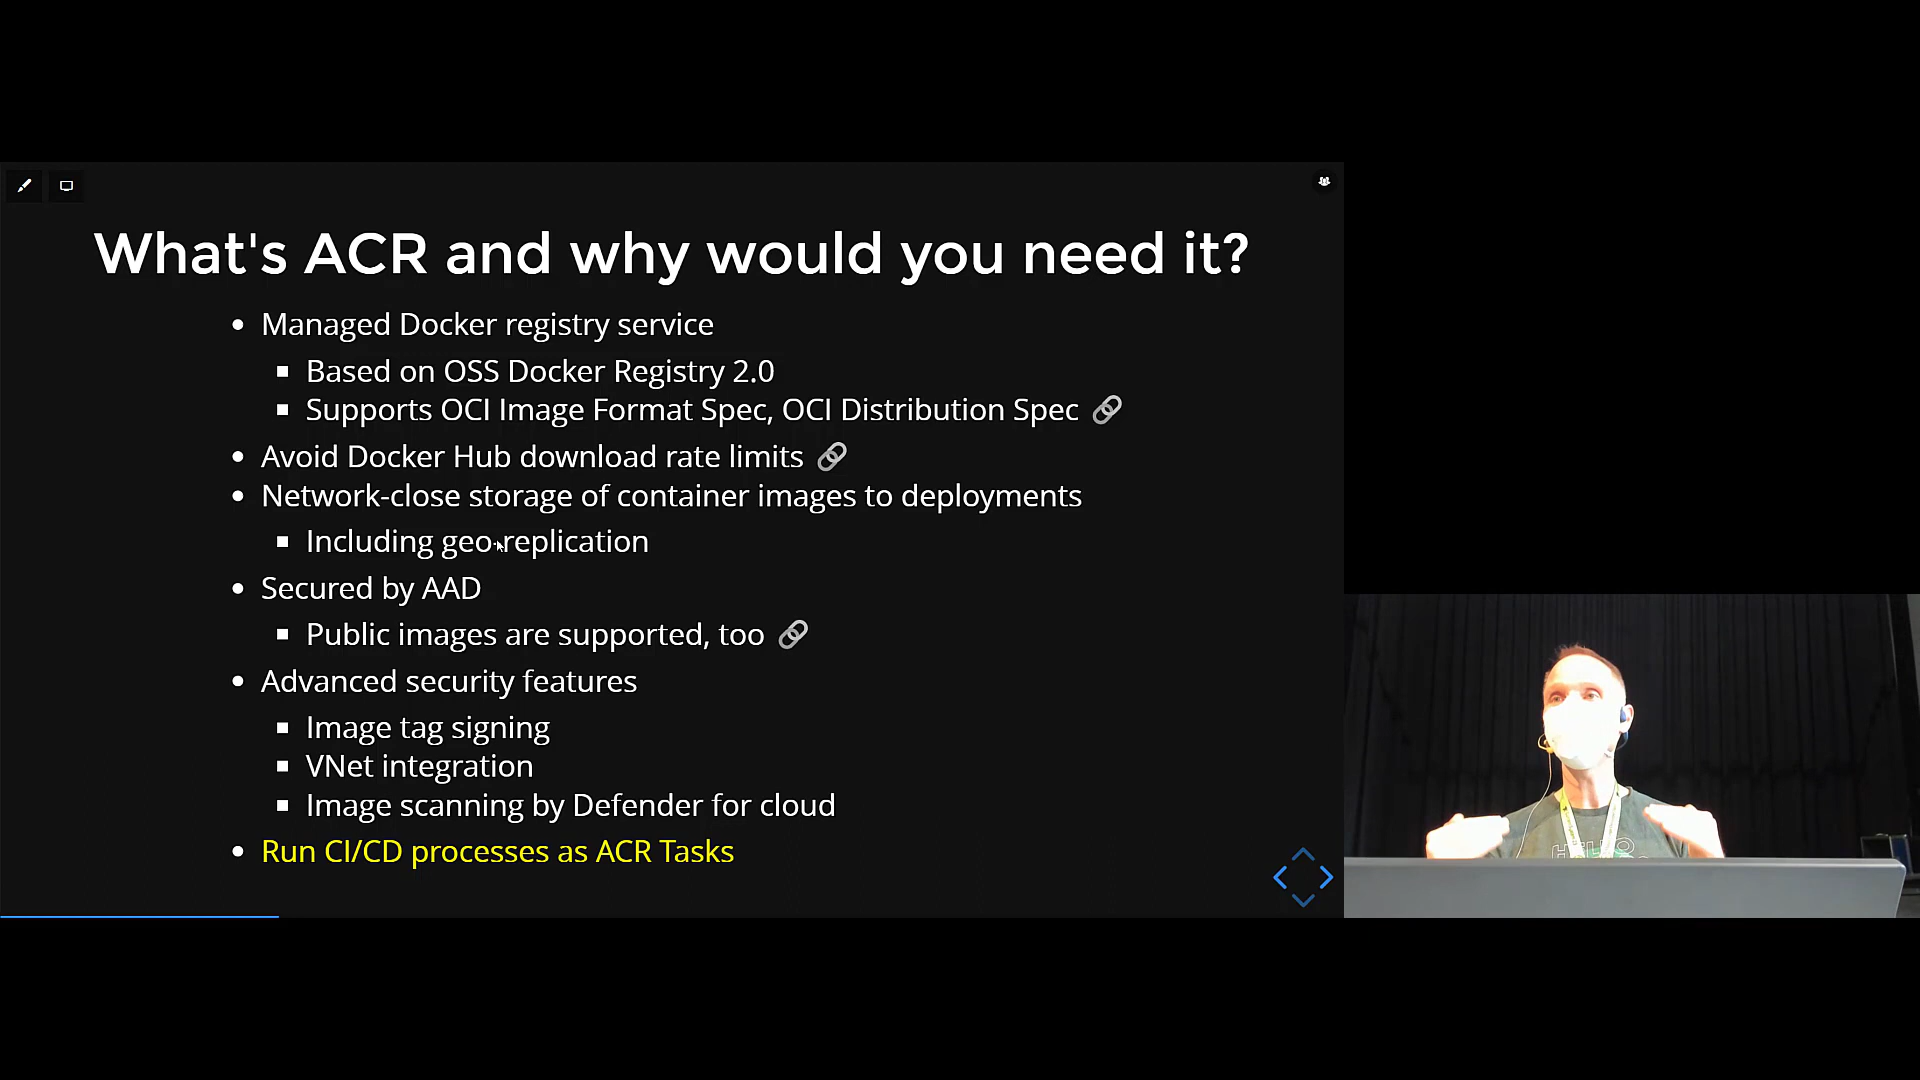 What's ACR and why would you need it?
Managed Docker registry service
Based on OSS Docker Registry 2.0
Supports OCI Image Format Spec, OCI Distribution Spec
Avoid Docker Hub download rate limits
Network-close storage of container images to deployments
Including geo-replication
Secured by AAD
Public images are supported, too
Advanced security features
Image tag signing
VNet integration
Image scanning by Defender for cloud
Run CI/CD processes as ACR Tasks
HELLO